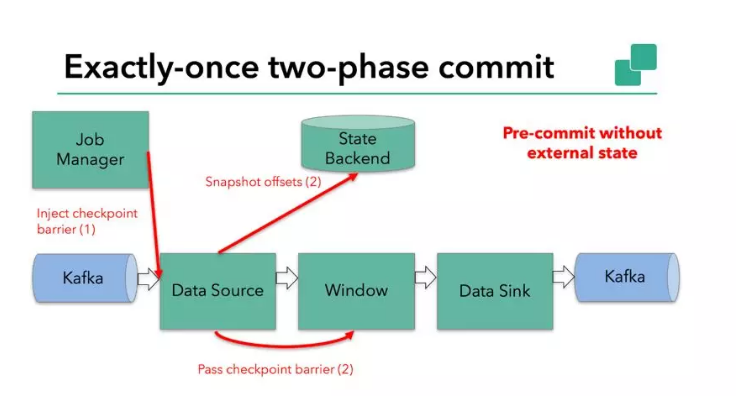 Exactly-once two-phase commit
Job
Manager
State
Backend
Pre-commit without
external state
Snapshot offsets (2)
Inject checkpoint
barrier (1)
Kafka
Data Source
Window
Data Sink
Kafka
Pass checkpoint barrier (2)